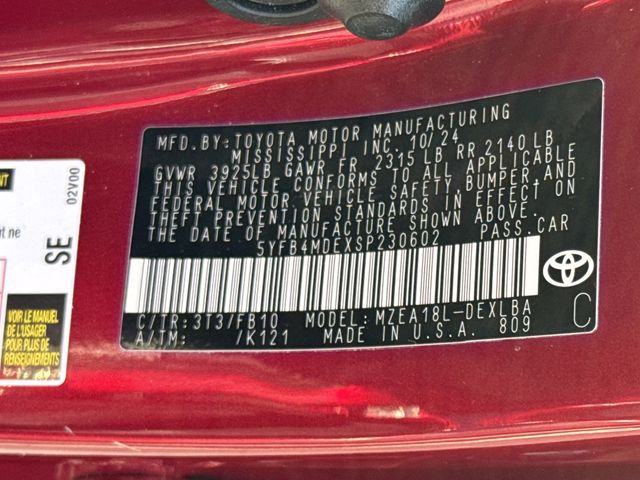 MFD.BY: TOYOTA MOTOR MANUFACTURING
MISSISSIPPI INC. 10/24
GVWR 3925LB GAWR FR 2315 LB RR 2140 LB
THIS VEHICLE CONFORMS TO ALL APPLICABLE
FEDERAL MOTOR VEHICLE SAFETY,BUMPER,AND
THEFT PREVENTION STANDARDS IN EFFECT ON
THE DATE OF MANUFACTURE SHOWN ABOVE.
5YFB4MDEXSP230602 PASS.CAR
C/TR: 3T3/FB10 MODEL: MZEA18L-DEXLBA
A/TM: /K121 MADE IN U.S.A. 809
C
02V00
SE
rt ne
VOIR LE MANUEL
DE L'USAGER
POUR PLUS DE
RENSEIGNEMENTS